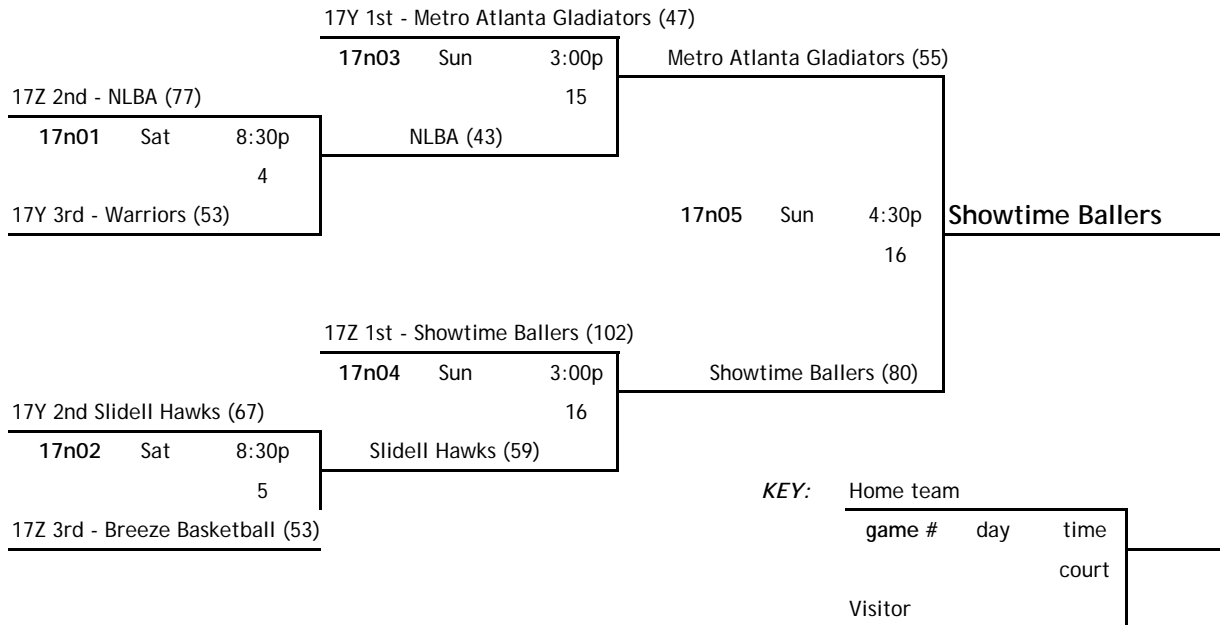 17Y 1st - Metro Atlanta Gladiators (47)
17n03 Sun 3:00p
Metro Atlanta Gladiators (55)
15
17Z 2nd - NLBA (77)
17n01 Sat 8:30p
NLBA (43)
4
17Y 3rd - Warriors (53)
17n05 Sun 4:30p
Showtime Ballers
16
17Z 1st - Showtime Ballers (102)
17n04 Sun 3:00p
Showtime Ballers (80)
16
17Y 2nd Slidell Hawks (67)
17n02 Sat 8:30p
Slidell Hawks (59)
5
17Z 3rd - Breeze Basketball (53)
KEY: Home team
game # day time
court
Visitor